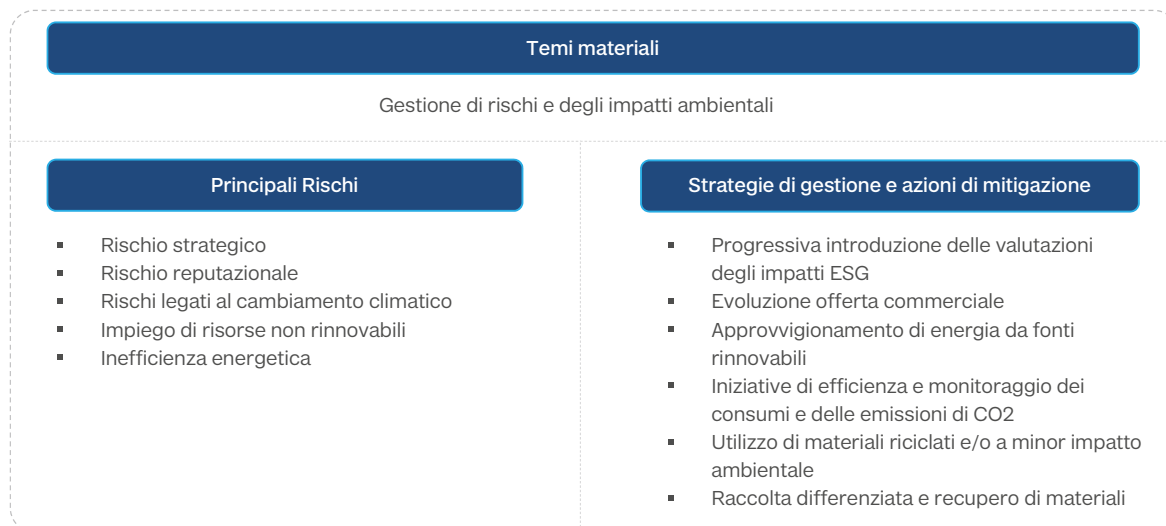 Temi materiali
Gestione di rischi e degli impatti ambientali
Principali Rischi
▪ Rischio strategico
▪ Rischio reputazionale
▪ Rischi legati al cambiamento climatico
▪ Impiego di risorse non rinnovabili
▪ Inefficienza energetica
Strategie di gestione e azioni di mitigazione
▪ Progressiva introduzione delle valutazioni
degli impatti ESG
▪ Evoluzione offerta commerciale
▪ Approvvigionamento di energia da fonti
rinnovabili
▪ Iniziative di efficienza e monitoraggio dei
consumi e delle emissioni di CO2
▪ Utilizzo di materiali riciclati e/o a minor impatto
ambientale
▪ Raccolta differenziata e recupero di materiali